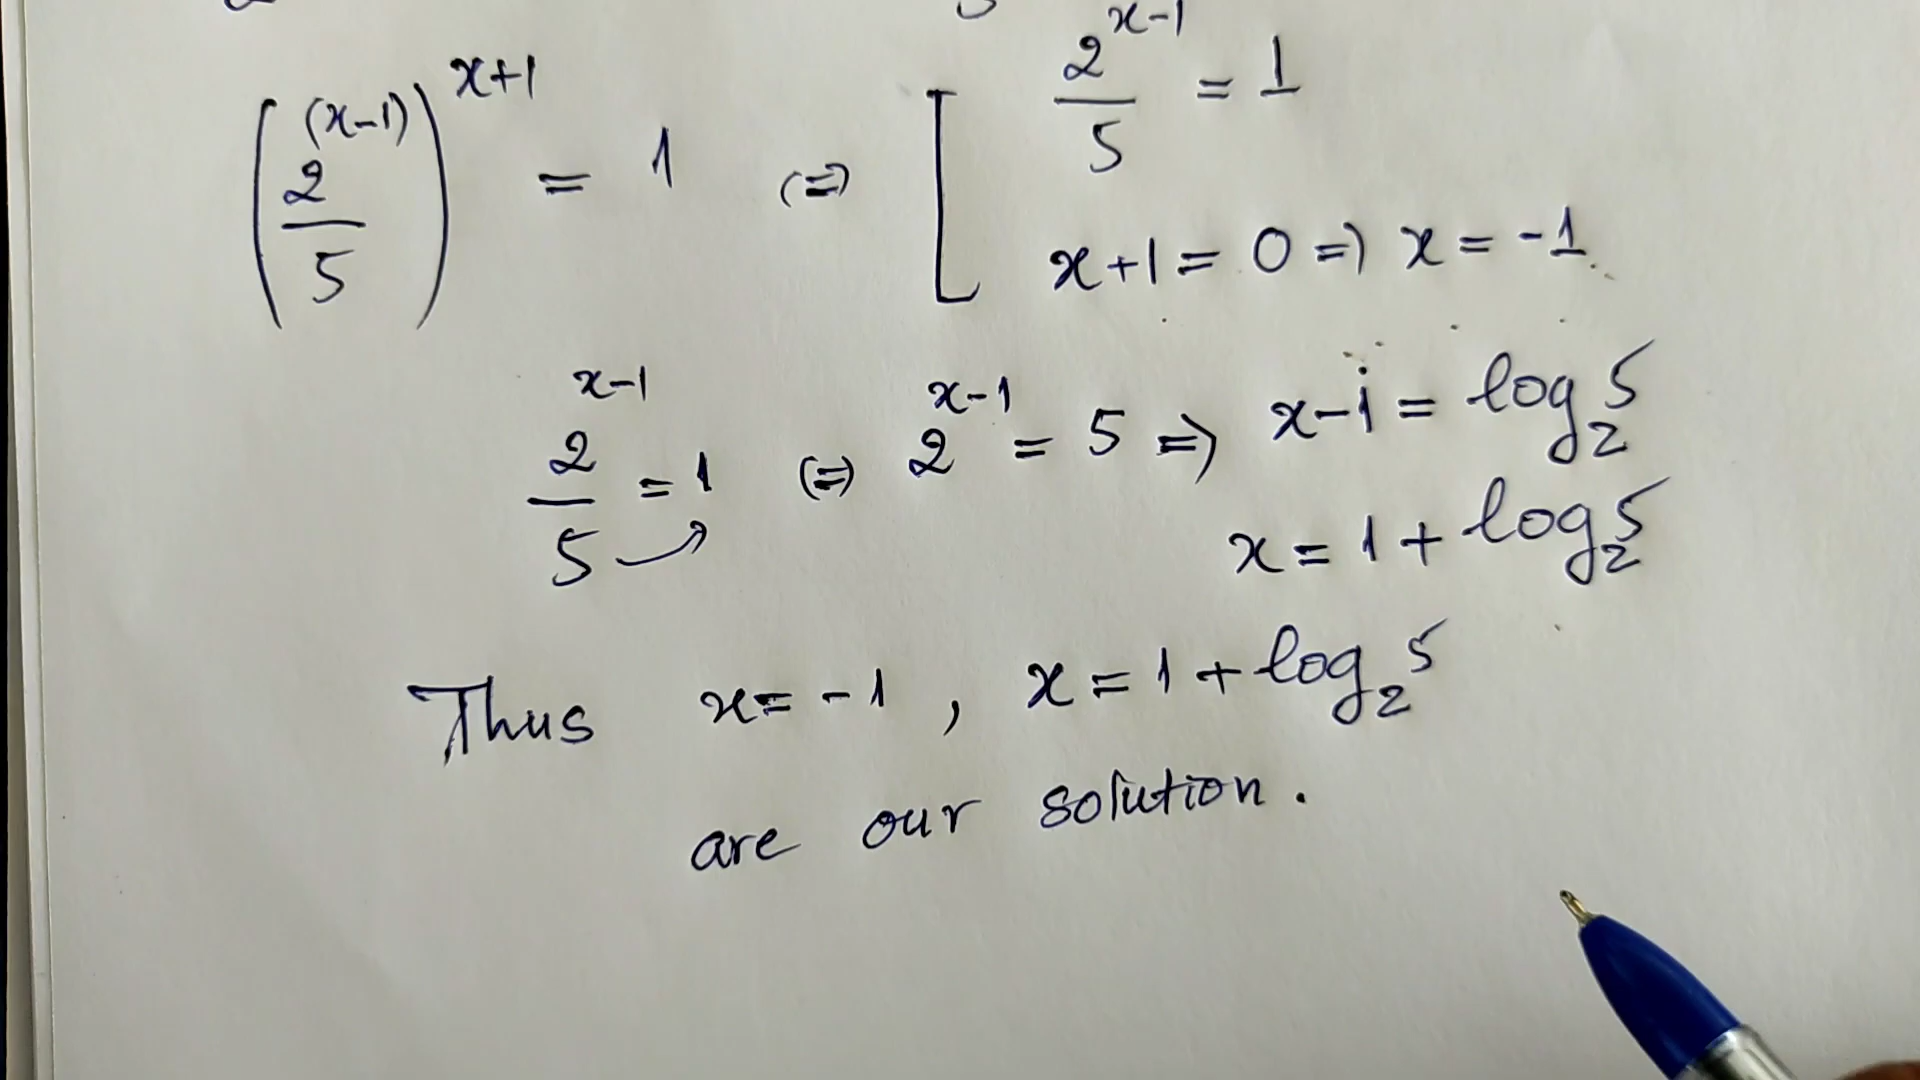 (2^(x-1)/5)^(x+1) = 1 (=) [ 2^(x-1)/5 = 1
x+1 = 0 => x = -1
2^(x-1)/5 = 1 (=) 2^(x-1) = 5 => x-1 = log₂5
x = 1 + log₂5
Thus x = -1 , x = 1 + log₂5
are our solution.